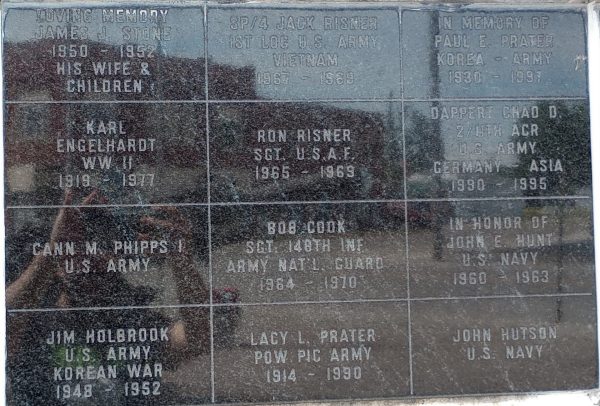 LOVING MEMORY
JAMES J. STONE
1950 - 1952
HIS WIFE &
CHILDREN
SP/4 JACK RISNER
1ST LOG U.S. ARMY
VIETNAM
1967 - 1969
IN MEMORY OF
PAUL E. PRATER
KOREA - ARMY
1930 - 1997
KARL
ENGELHARDT
WW II
1919 - 1977
RON RISNER
SGT. U.S.A.F.
1965 - 1969
DAPPERT CHAD D.
ACR
U.S. ARMY
GERMANY - ASIA
1990 - 1995
CANN M. PHIPPS I
U.S. ARMY
BOB COOK
SGT. 148TH INF
ARMY NAT'L. GUARD
1964 - 1970
IN HONOR OF
JOHN E. HUNT
U.S. NAVY
1960 - 1963
JIM HOLBROOK
U.S. ARMY
KOREAN WAR
1948 - 1952
LACY L. PRATER
POW PIC ARMY
1914 - 1990
JOHN HUTSON
U.S. NAVY